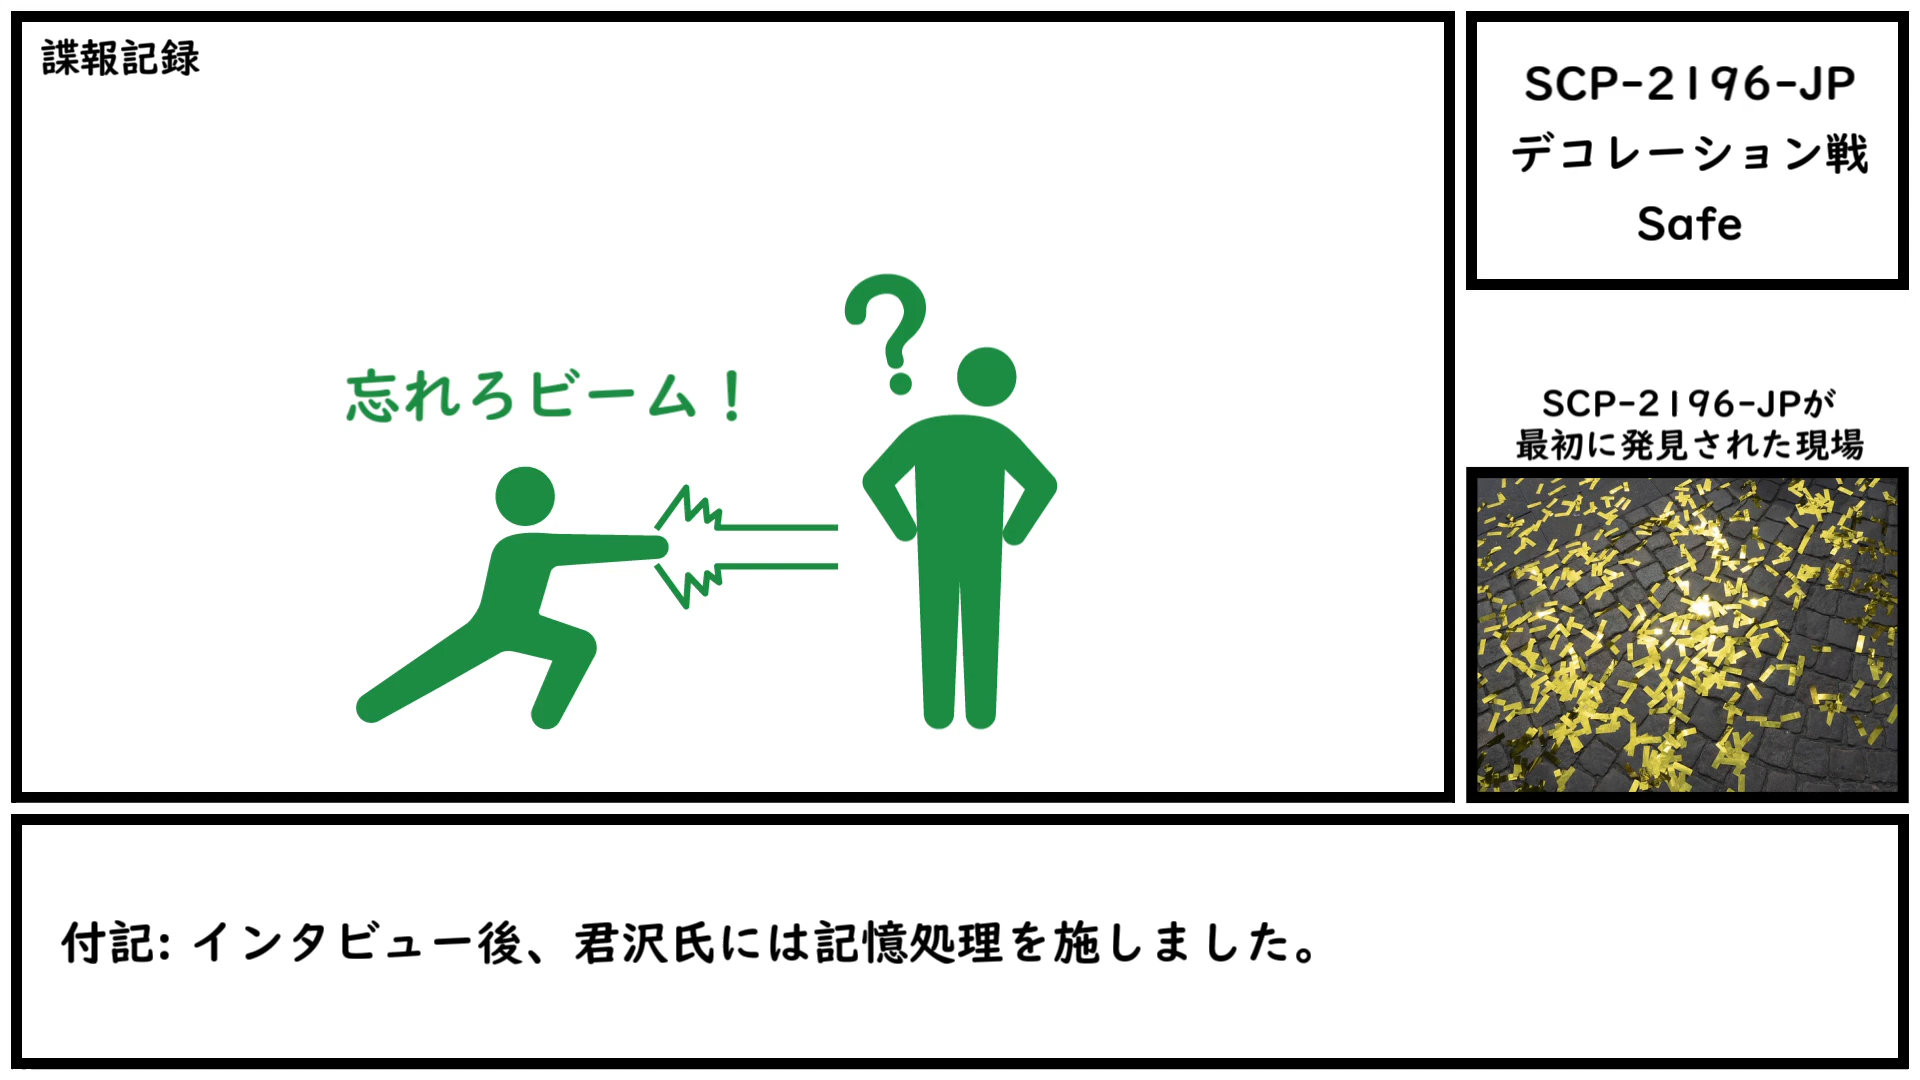 諜報記録
SCP-2196-JP
デコレーション戦
Safe
忘れろビーム！
?
SCP-2196-JPが
最初に発見された現場
付記: インタビュー後、君沢氏には記憶処理を施しました。